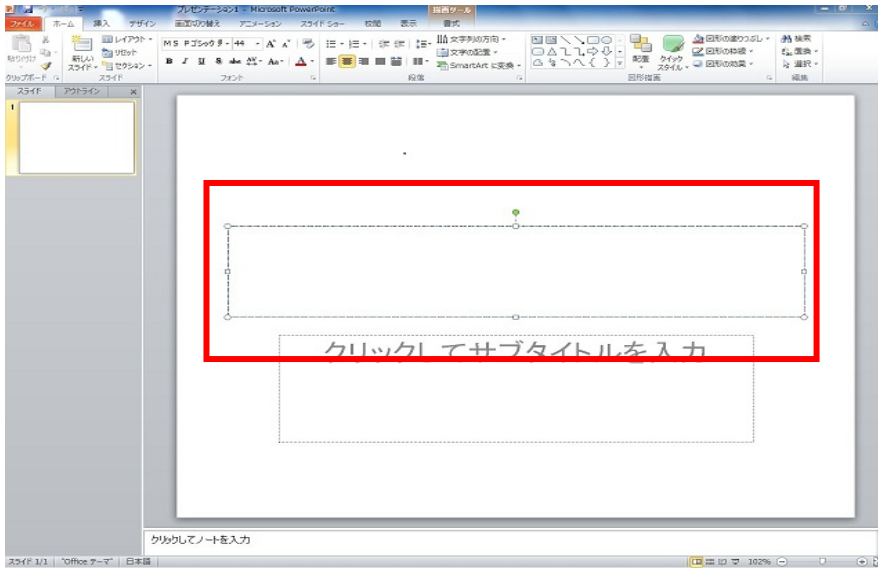 プレゼンテーション1 - Microsoft PowerPoint
描画ツール
ファイル ホーム 挿入 デザイン 画面切り替え アニメーション スライド ショー 校閲 表示 書式
貼り付け
新しい
スライド
レイアウト
リセット
セクション
44
文字列の方向
文字の配置
SmartArt に変換
配置
クイック
スタイル
図形の塗りつぶし
図形の枠線
図形の効果
検索
置換
選択
クリップボード スライド フォント 段落 図形描画 編集
スライド アウトライン
1
クリックしてサブタイトルを入力
クリックしてノートを入力
スライド 1/1 "Office テーマ" 日本語 102%